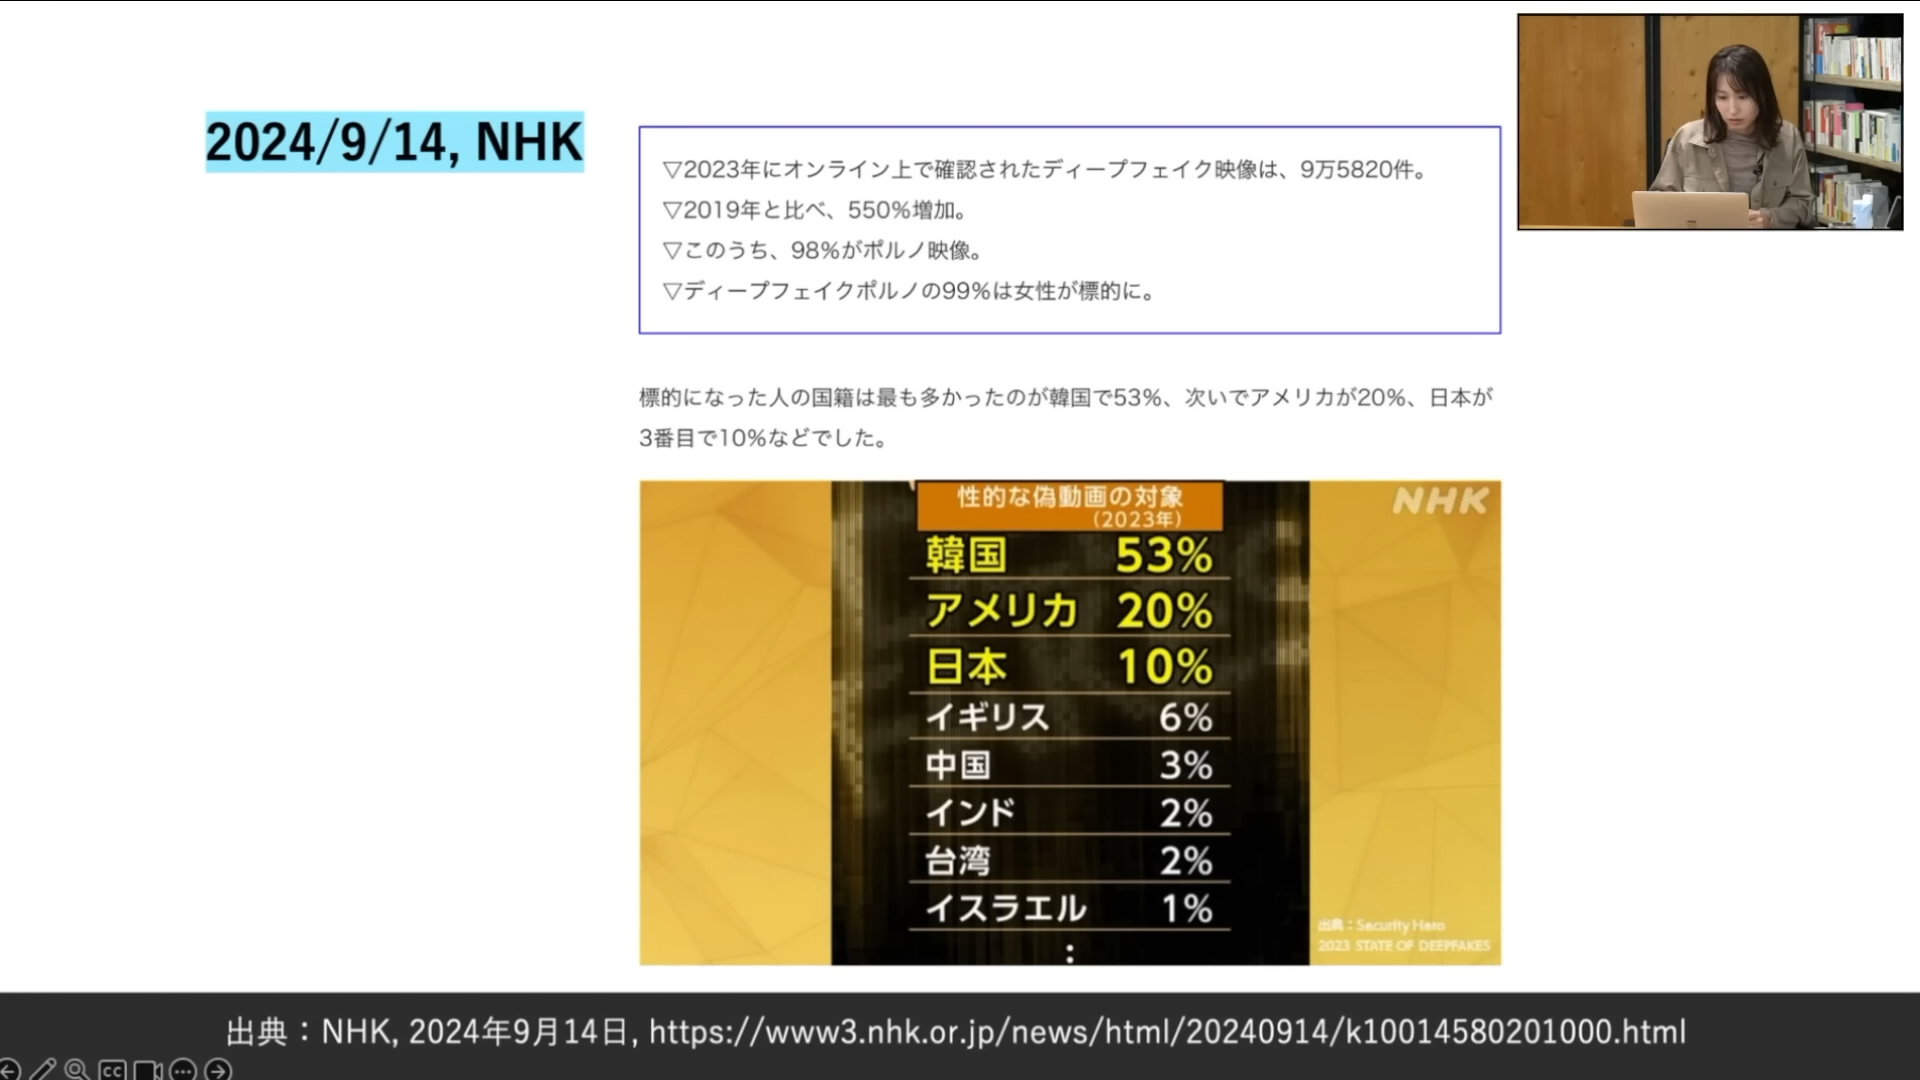 2024/9/14, NHK
▽2023年にオンライン上で確認されたディープフェイク映像は、9万5820件。
▽2019年と比べ、550%増加。
▽このうち、98%がポルノ映像。
▽ディープフェイクポルノの99%は女性が標的に。
標的になった人の国籍は最も多かったのが韓国で53%、次いでアメリカが20%、日本が
3番目で10%などでした。
性的な偽動画の対象
(2023年)
NHK
韓国 53%
アメリカ 20%
日本 10%
イギリス 6%
中国 3%
インド 2%
台湾 2%
イスラエル 1%
:
出典：Security Hero
2023 STATE OF DEEPFAKES
出典：NHK, 2024年9月14日, https://www3.nhk.or.jp/news/html/20240914/k10014580201000.html
CC